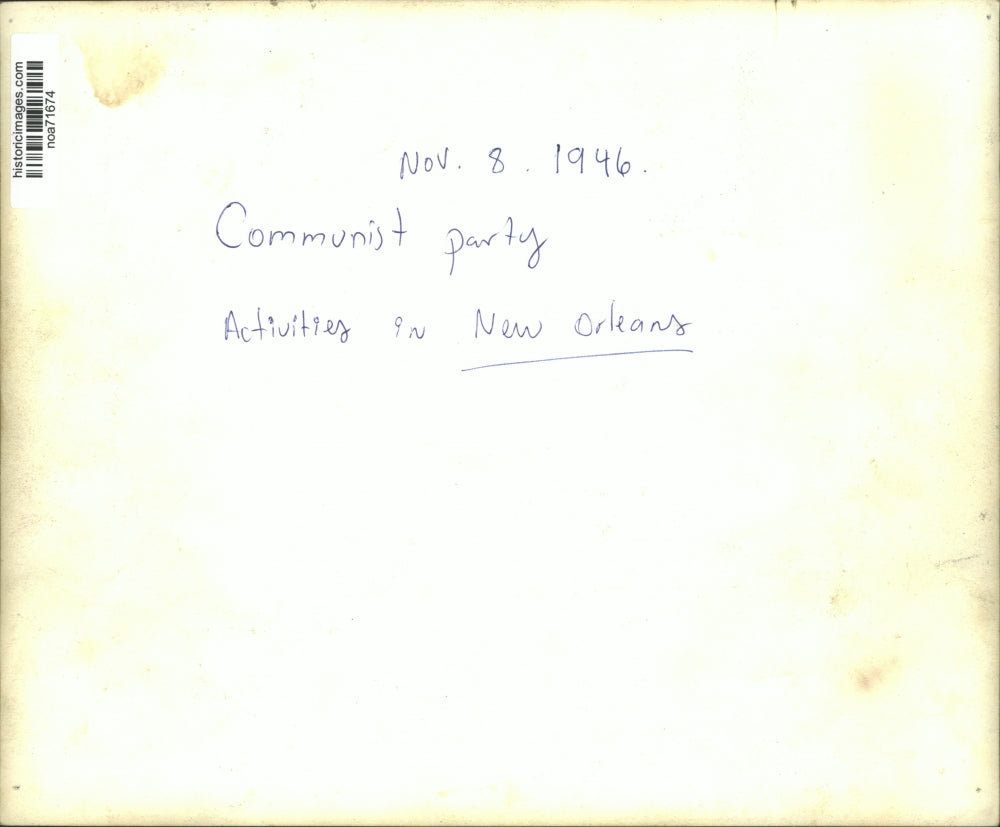 historicimages.com
noa71674
Nov. 8. 1946.
Communist party
Activities in New Orleans